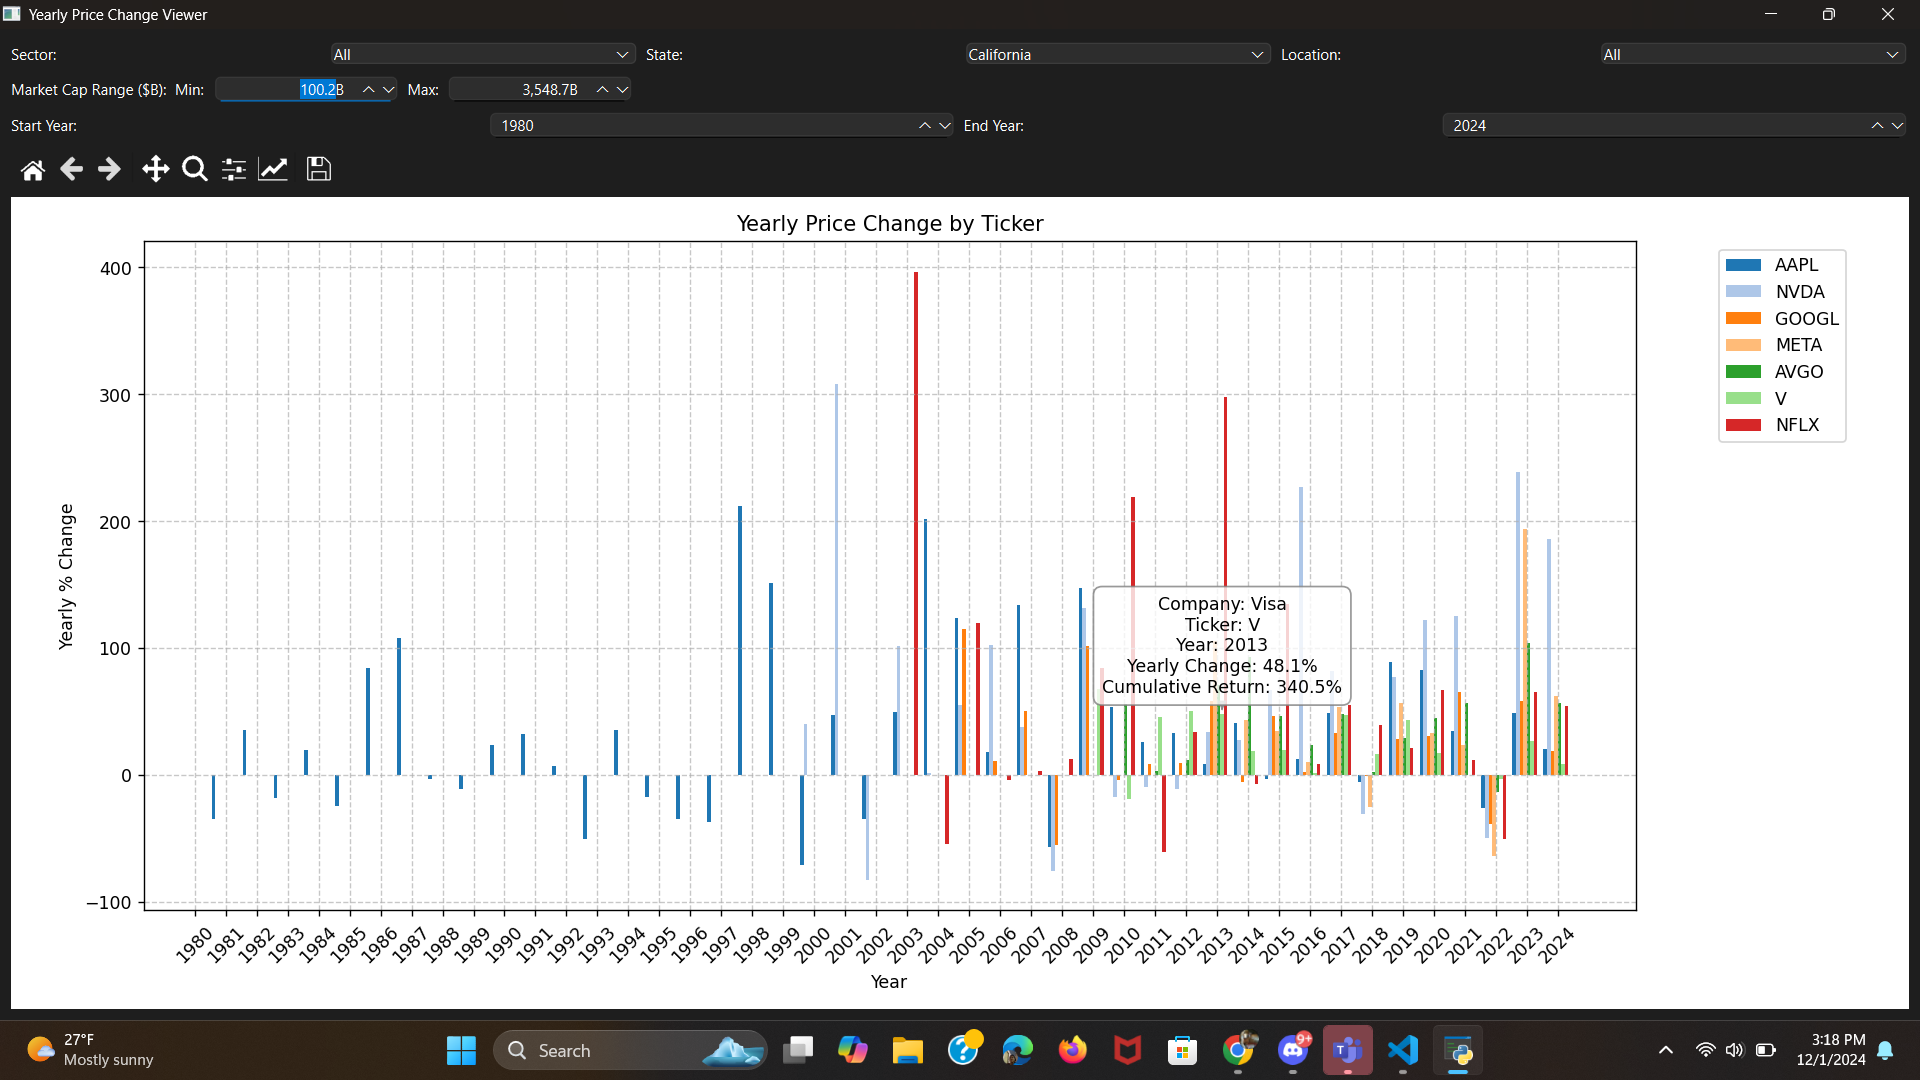 Yearly Price Change Viewer
Sector: All State: California Location: All
Market Cap Range ($B): Min: 100.2B Max: 3,548.7B
Start Year: 1980 End Year: 2024
Yearly Price Change by Ticker
400
300
200
100
0
−100
Yearly % Change
AAPL
NVDA
GOOGL
META
AVGO
V
NFLX
Company: Visa
Ticker: V
Year: 2013
Yearly Change: 48.1%
Cumulative Return: 340.5%
1980 1981 1982 1983 1984 1985 1986 1987 1988 1989 1990 1991 1992 1993 1994 1995 1996 1997 1998 1999 2000 2001 2002 2003 2004 2005 2006 2007 2008 2009 2010 2011 2012 2013 2014 2015 2016 2017 2018 2019 2020 2021 2022 2023 2024
Year
27°F
Mostly sunny
Search
9+
3:18 PM
12/1/2024